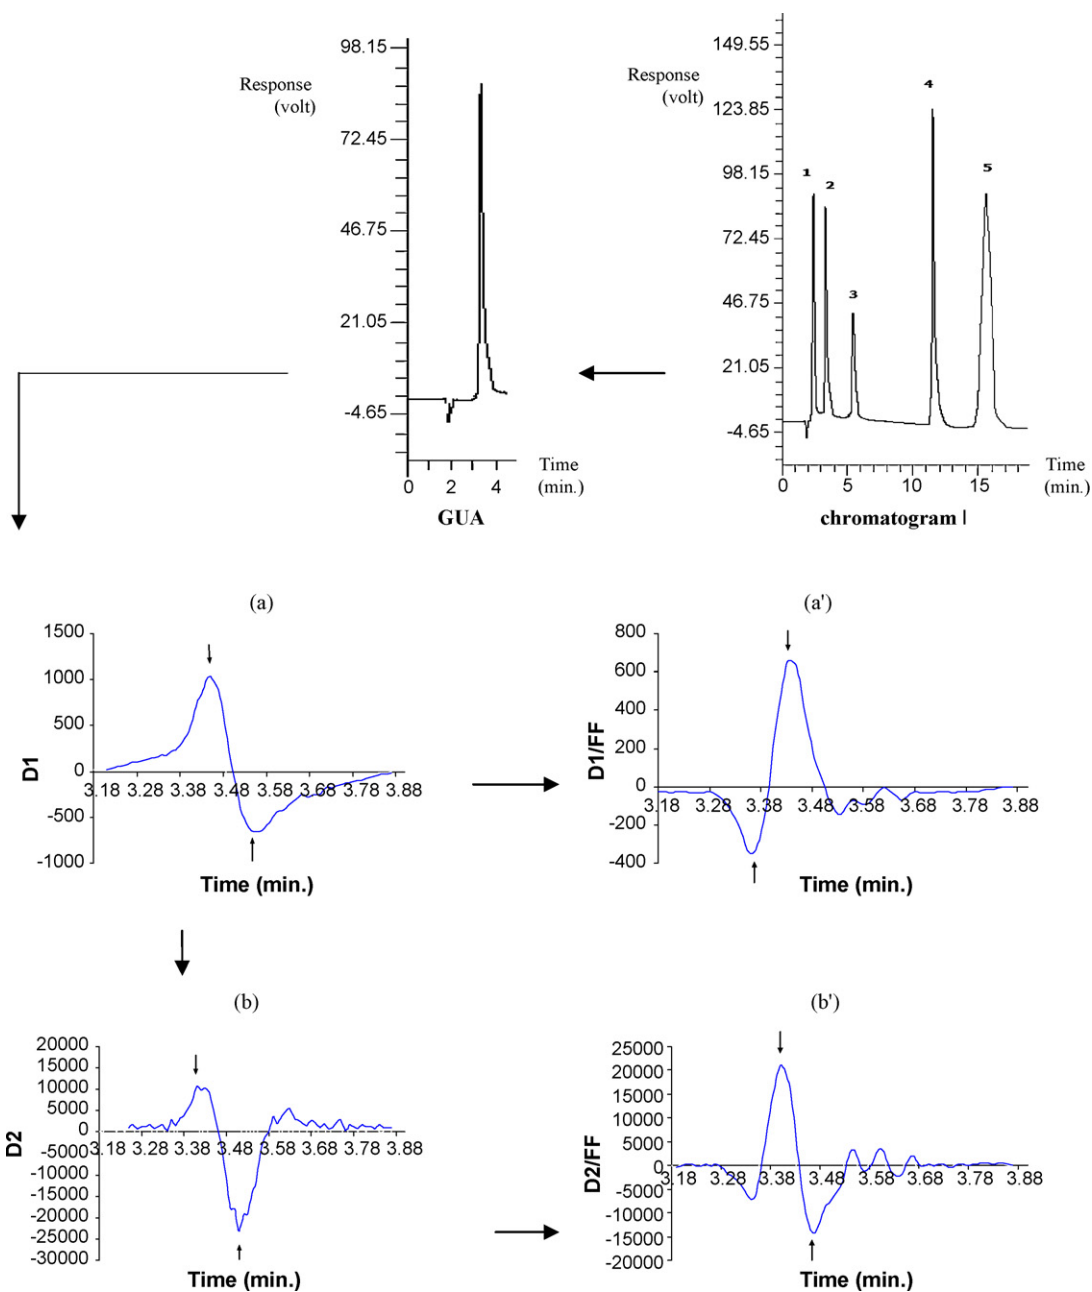 Response
(volt)
98.15
72.45
46.75
21.05
-4.65
0
2
4
Time
(min.)
GUA
Response
(volt)
149.55
123.85
98.15
72.45
46.75
21.05
-4.65
1
2
3
4
5
0
5
10
15
Time
(min.)
chromatogram I
(a)
1500
1000
500
0
-500
-1000
D1
3.18 3.28 3.38 3.48 3.58 3.68 3.78 3.88
Time (min.)
(a')
800
600
400
200
0
-200
-400
D1/FF
3.18 3.28 3.38 3.48 3.58 3.68 3.78 3.88
Time (min.)
(b)
20000
15000
10000
5000
0
-5000
-10000
-15000
-20000
-25000
-30000
D2
3.18 3.28 3.38 3.48 3.58 3.68 3.78 3.88
Time (min.)
(b')
25000
20000
15000
10000
5000
0
-5000
-10000
-15000
-20000
D2/FF
3.18 3.28 3.38 3.48 3.58 3.68 3.78 3.88
Time (min.)